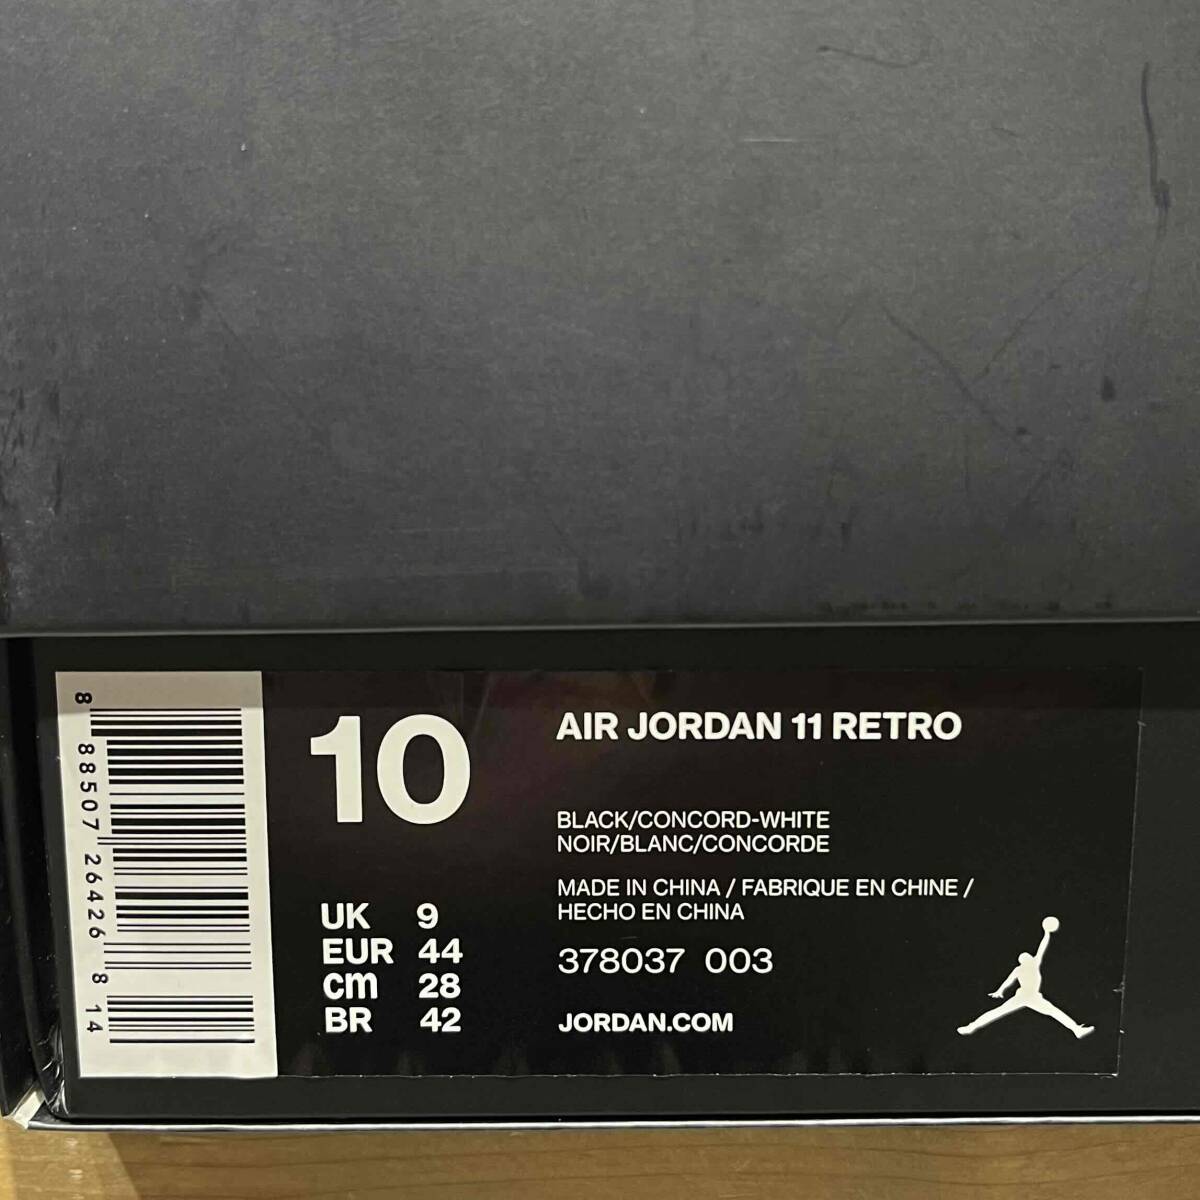 8 88507 26426 8 14
10
UK 9
EUR 44
cm 28
BR 42
AIR JORDAN 11 RETRO
BLACK/CONCORD-WHITE
NOIR/BLANC/CONCORDE
MADE IN CHINA / FABRIQUE EN CHINE /
HECHO EN CHINA
378037 003
JORDAN.COM